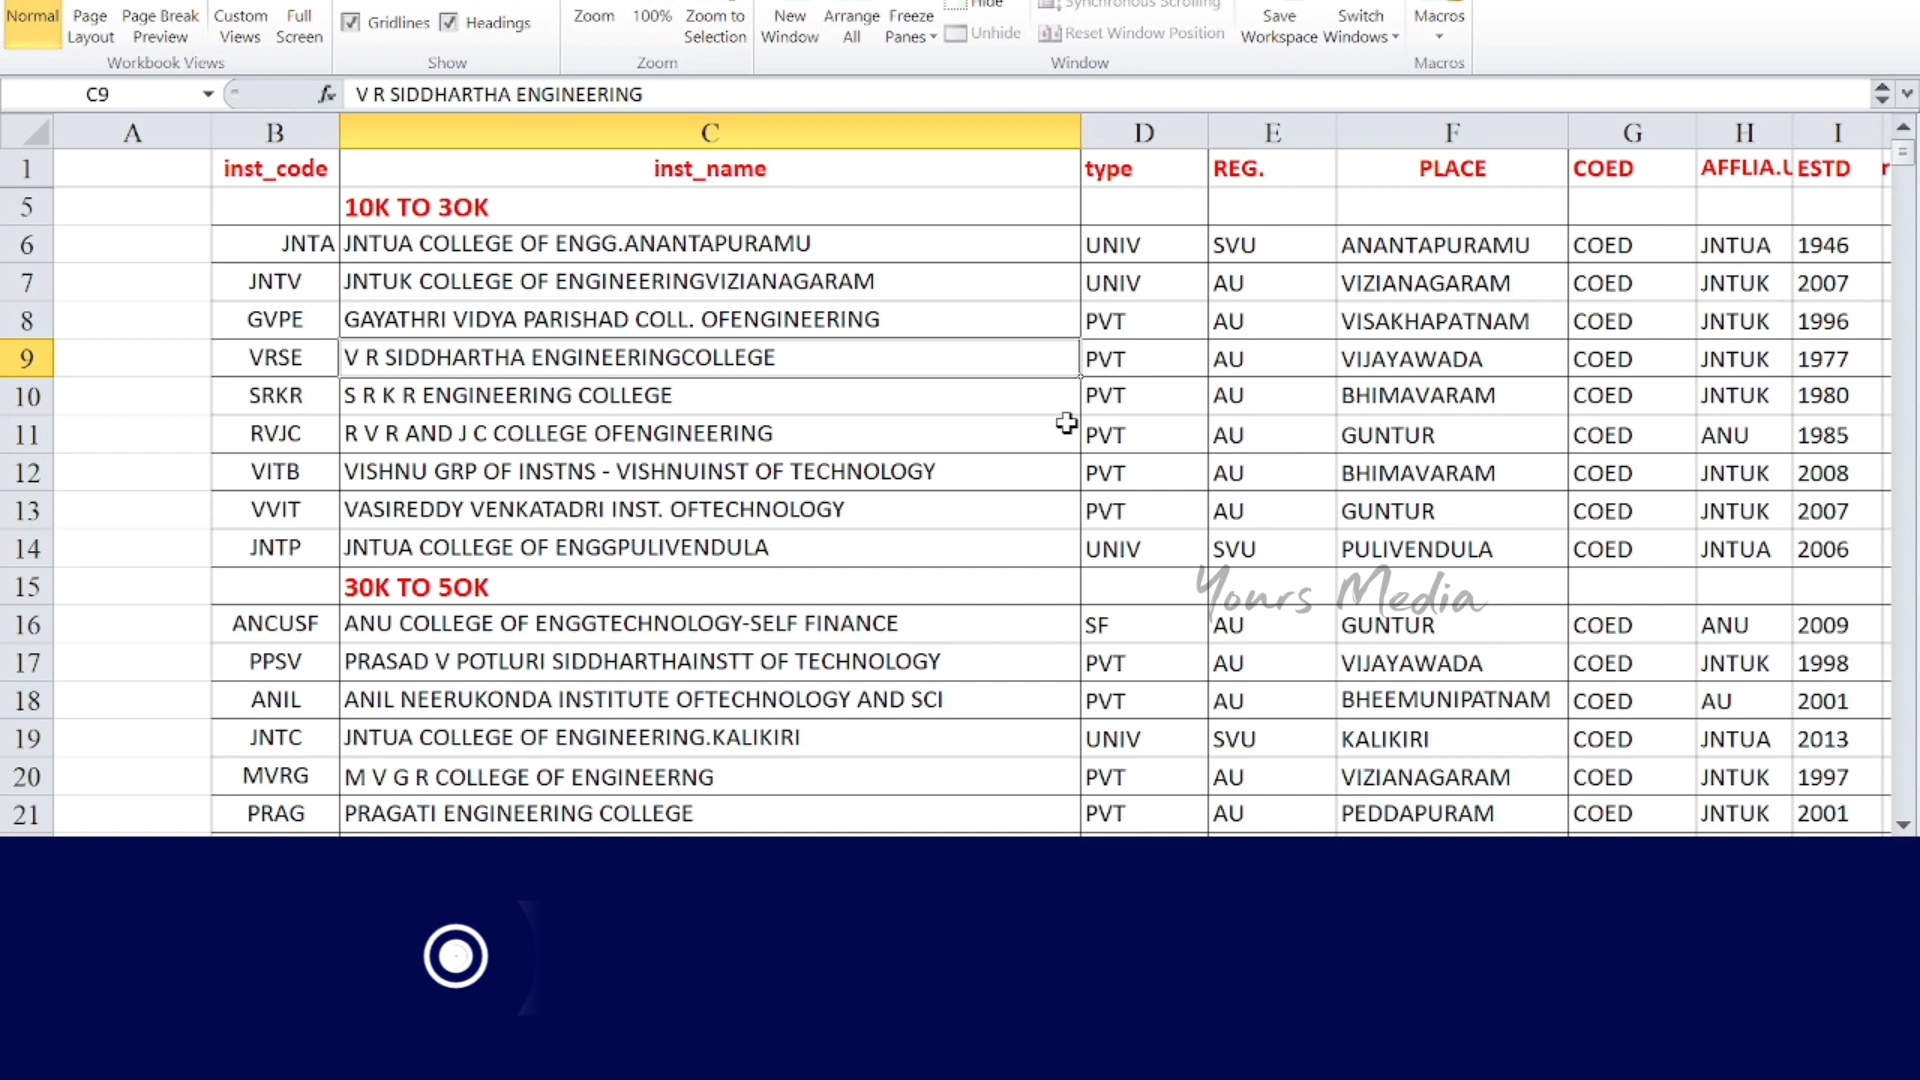 Normal Page Layout Page Break Preview Custom Views Full Screen Gridlines Headings Zoom 100% Zoom to Selection New Window Arrange All Freeze Panes Hide Unhide Synchronous Scrolling Reset Window Position Save Workspace Switch Windows Macros
Workbook Views Show Zoom Window Macros
C9 fx V R SIDDHARTHA ENGINEERING
A B C D E F G H I
1 inst_code inst_name type REG. PLACE COED AFFLIA.U ESTD r
5 10K TO 3OK
6 JNTA JNTUA COLLEGE OF ENGG.ANANTAPURAMU UNIV SVU ANANTAPURAMU COED JNTUA 1946
7 JNTV JNTUK COLLEGE OF ENGINEERINGVIZIANAGARAM UNIV AU VIZIANAGARAM COED JNTUK 2007
8 GVPE GAYATHRI VIDYA PARISHAD COLL. OFENGINEERING PVT AU VISAKHAPATNAM COED JNTUK 1996
9 VRSE V R SIDDHARTHA ENGINEERINGCOLLEGE PVT AU VIJAYAWADA COED JNTUK 1977
10 SRKR S R K R ENGINEERING COLLEGE PVT AU BHIMAVARAM COED JNTUK 1980
11 RVJC R V R AND J C COLLEGE OFENGINEERING PVT AU GUNTUR COED ANU 1985
12 VITB VISHNU GRP OF INSTNS - VISHNUINST OF TECHNOLOGY PVT AU BHIMAVARAM COED JNTUK 2008
13 VVIT VASIREDDY VENKATADRI INST. OFTECHNOLOGY PVT AU GUNTUR COED JNTUK 2007
14 JNTP JNTUA COLLEGE OF ENGGPULIVENDULA UNIV SVU PULIVENDULA COED JNTUA 2006
15 30K TO 5OK
Yours Media
16 ANCUSF ANU COLLEGE OF ENGGTECHNOLOGY-SELF FINANCE SF AU GUNTUR COED ANU 2009
17 PPSV PRASAD V POTLURI SIDDHARTHAINSTT OF TECHNOLOGY PVT AU VIJAYAWADA COED JNTUK 1998
18 ANIL ANIL NEERUKONDA INSTITUTE OFTECHNOLOGY AND SCI PVT AU BHEEMUNIPATNAM COED AU 2001
19 JNTC JNTUA COLLEGE OF ENGINEERING.KALIKIRI UNIV SVU KALIKIRI COED JNTUA 2013
20 MVRG M V G R COLLEGE OF ENGINEERNG PVT AU VIZIANAGARAM COED JNTUK 1997
21 PRAG PRAGATI ENGINEERING COLLEGE PVT AU PEDDAPURAM COED JNTUK 2001